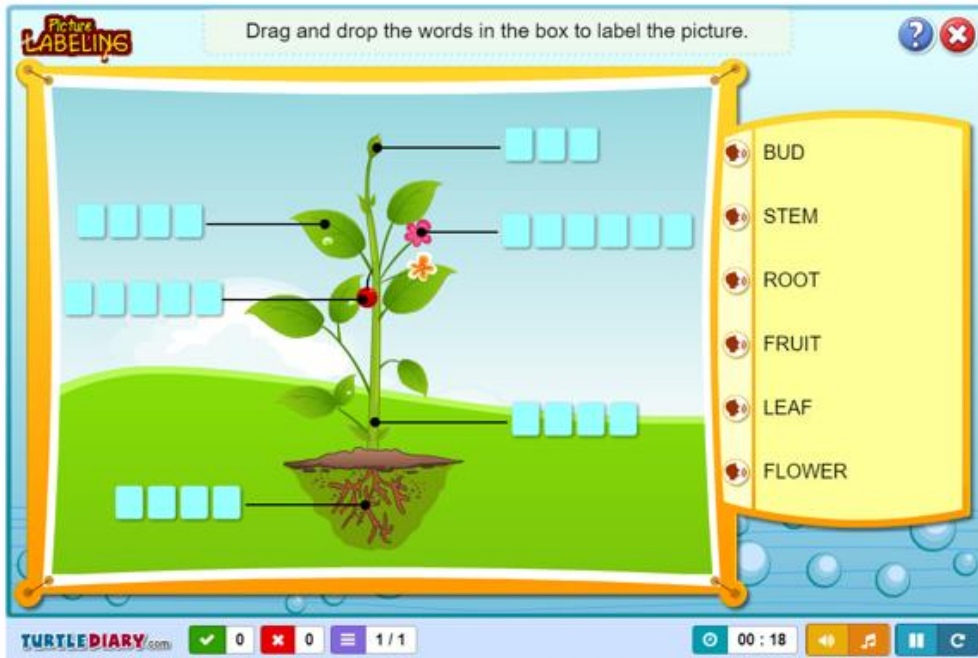 Picture
LABELING
Drag and drop the words in the box to label the picture.
?
BUD
STEM
ROOT
FRUIT
LEAF
FLOWER
TURTLEDIARY.com
0
0
1 / 1
00 : 18